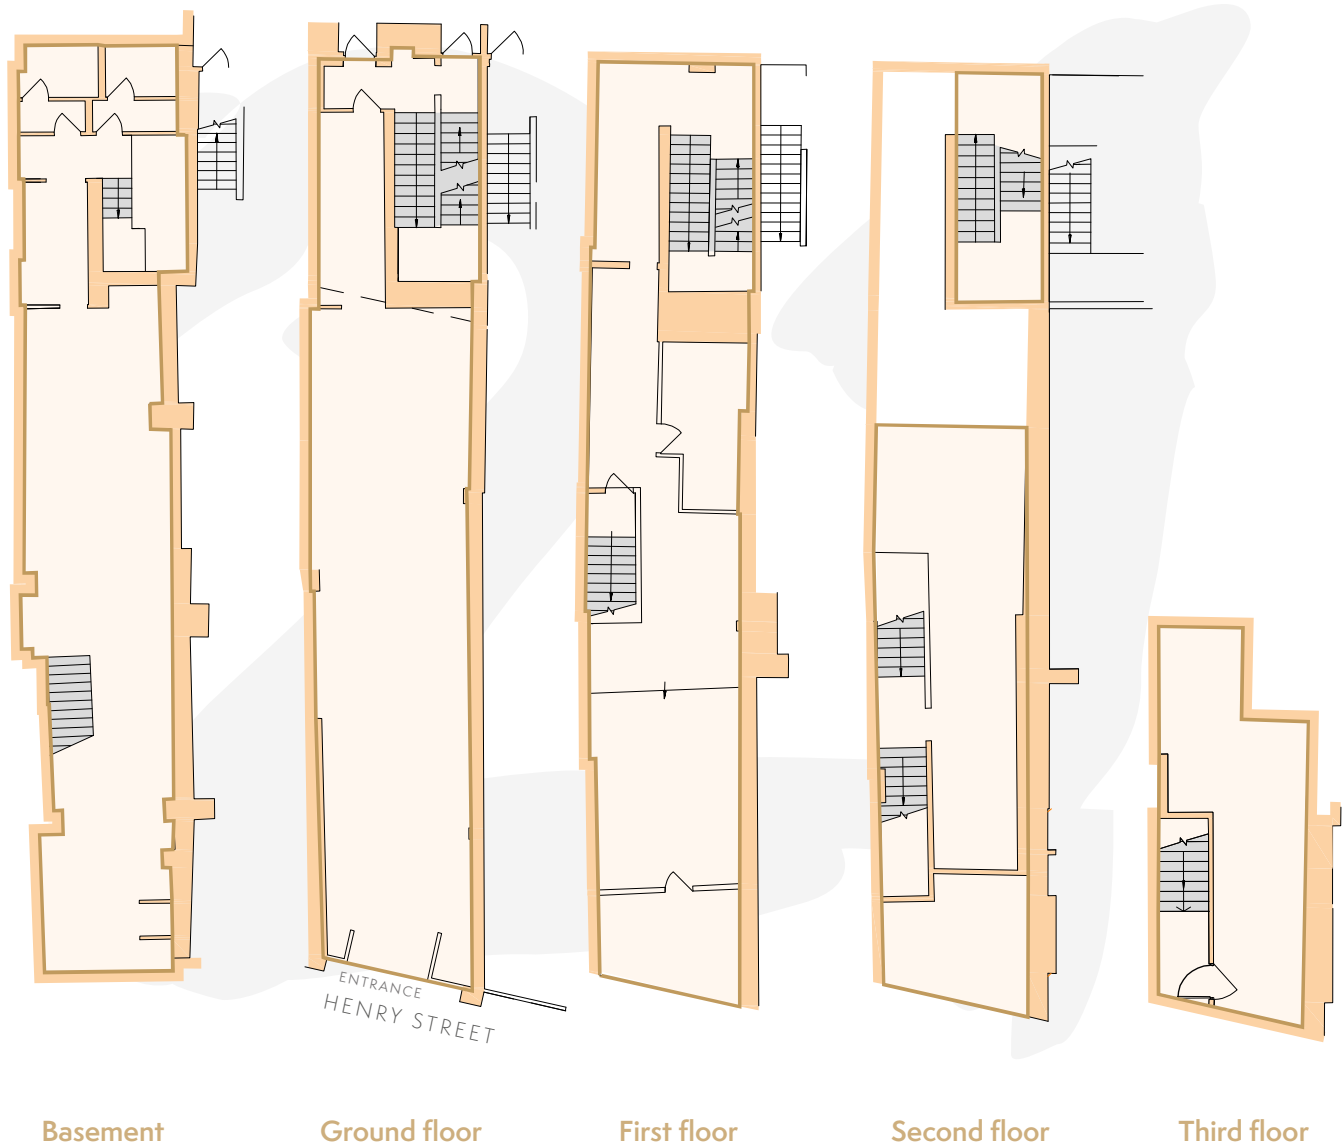 ENTRANCE
HENRY STREET
Basement
Ground floor
First floor
Second floor
Third floor